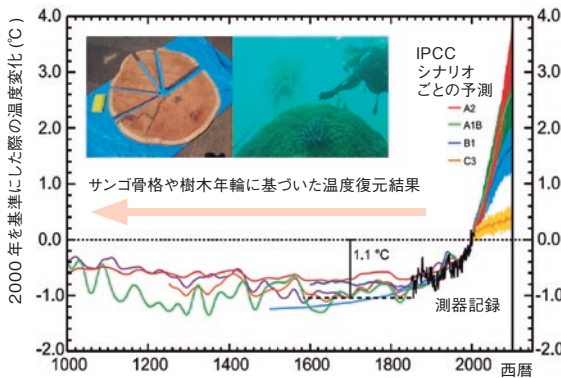 2000 年を基準にした際の温度変化 (℃)
4.0
3.0
2.0
1.0
0.0
-1.0
-2.0
4.0
3.0
2.0
1.0
0.0
-1.0
-2.0
IPCC
シナリオ
ごとの予測
A2
A1B
B1
C3
サンゴ骨格や樹木年輪に基づいた温度復元結果
1.1 ℃
測器記録
1000 1200 1400 1600 1800 2000 西暦